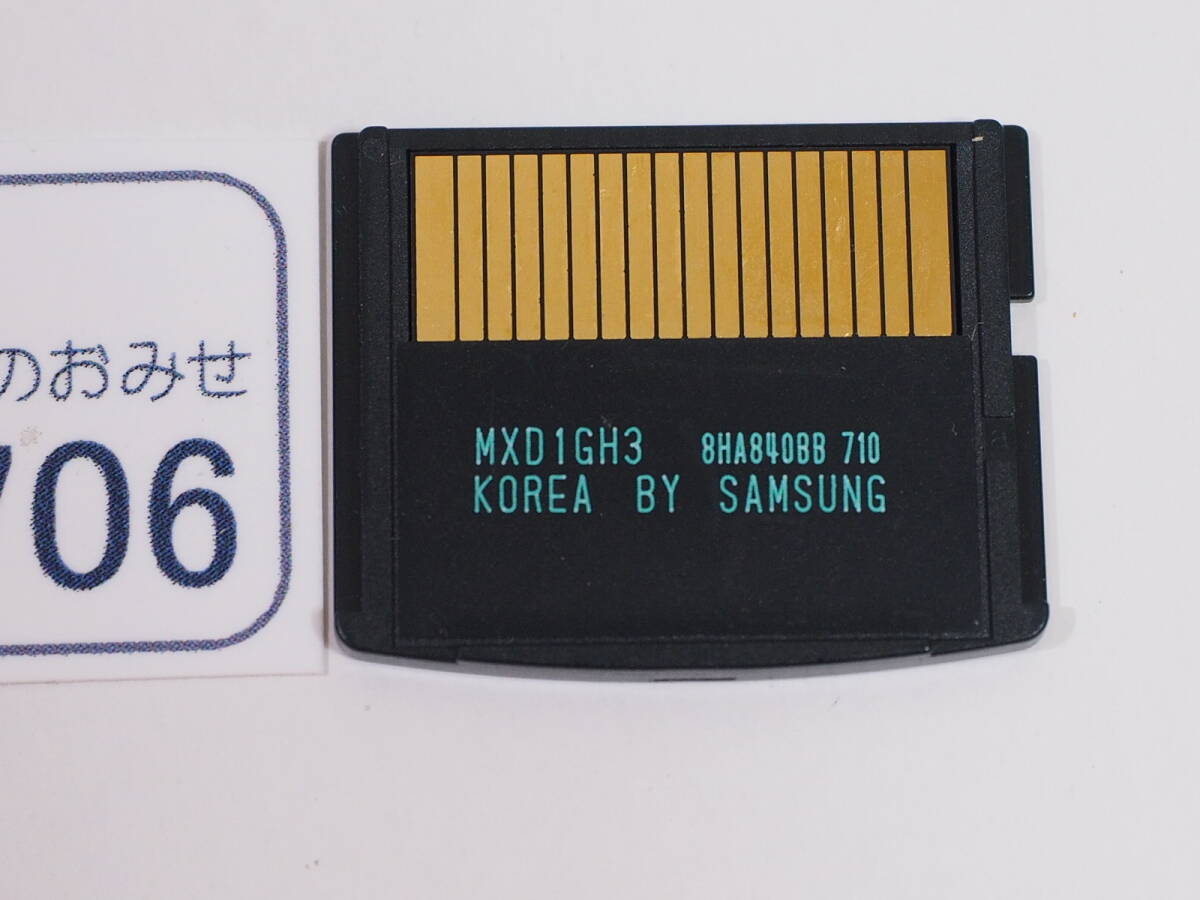 のおみせ
706
MXD1GH3 8HA840BB 710
KOREA BY SAMSUNG